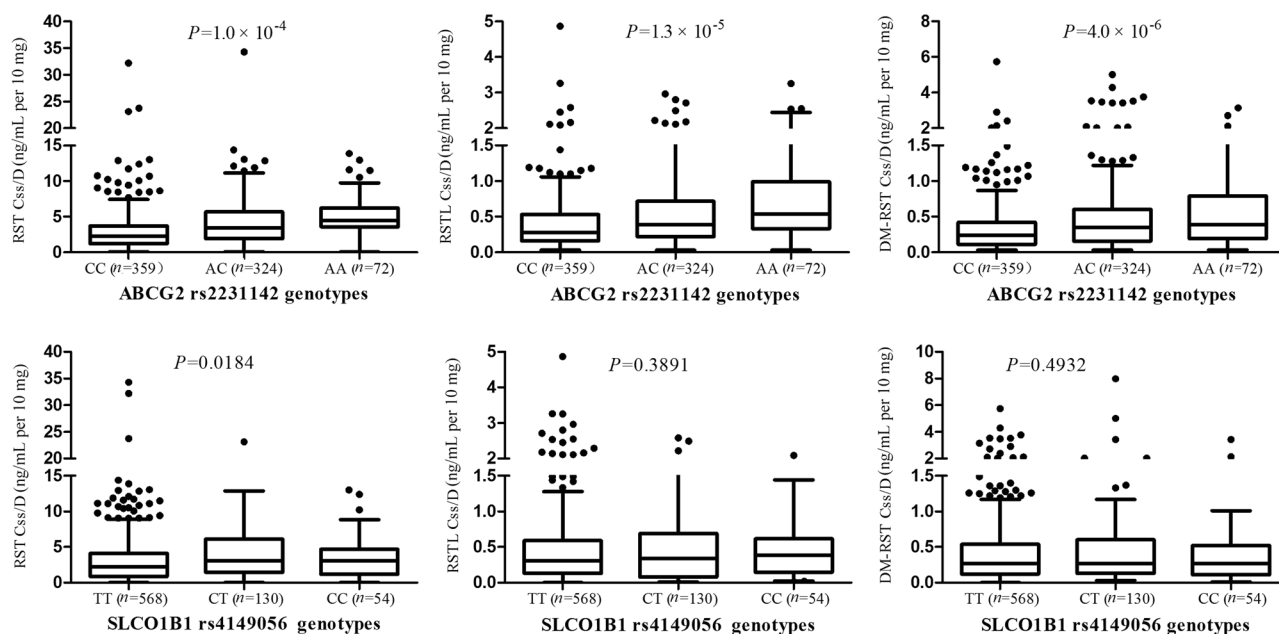 RST Css/D (ng/mL per 10 mg)
40
35
30
25
20
15
10
5
0
P=1.0 × 10-4
CC (n=359)
AC (n=324)
AA (n=72)
ABCG2 rs2231142 genotypes
RSTL Css/D (ng/mL per 10 mg)
5
4
3
2
1.5
1.0
0.5
0.0
P=1.3 × 10-5
CC (n=359)
AC (n=324)
AA (n=72)
ABCG2 rs2231142 genotypes
DM-RST Css/D (ng/mL per 10 mg)
8
6
4
2
1.5
1.0
0.5
0.0
P=4.0 × 10-6
CC (n=359)
AC (n=324)
AA (n=72)
ABCG2 rs2231142 genotypes
RST Css/D (ng/mL per 10 mg)
40
35
30
25
20
15
10
5
0
P=0.0184
TT (n=568)
CT (n=130)
CC (n=54)
SLCO1B1 rs4149056 genotypes
RSTL Css/D (ng/mL per 10 mg)
5
4
3
2
1.5
1.0
0.5
0.0
P=0.3891
TT (n=568)
CT (n=130)
CC (n=54)
SLCO1B1 rs4149056 genotypes
DM-RST Css/D (ng/mL per 10 mg)
10
8
6
4
2
1.5
1.0
0.5
0.0
P=0.4932
TT (n=568)
CT (n=130)
CC (n=54)
SLCO1B1 rs4149056 genotypes